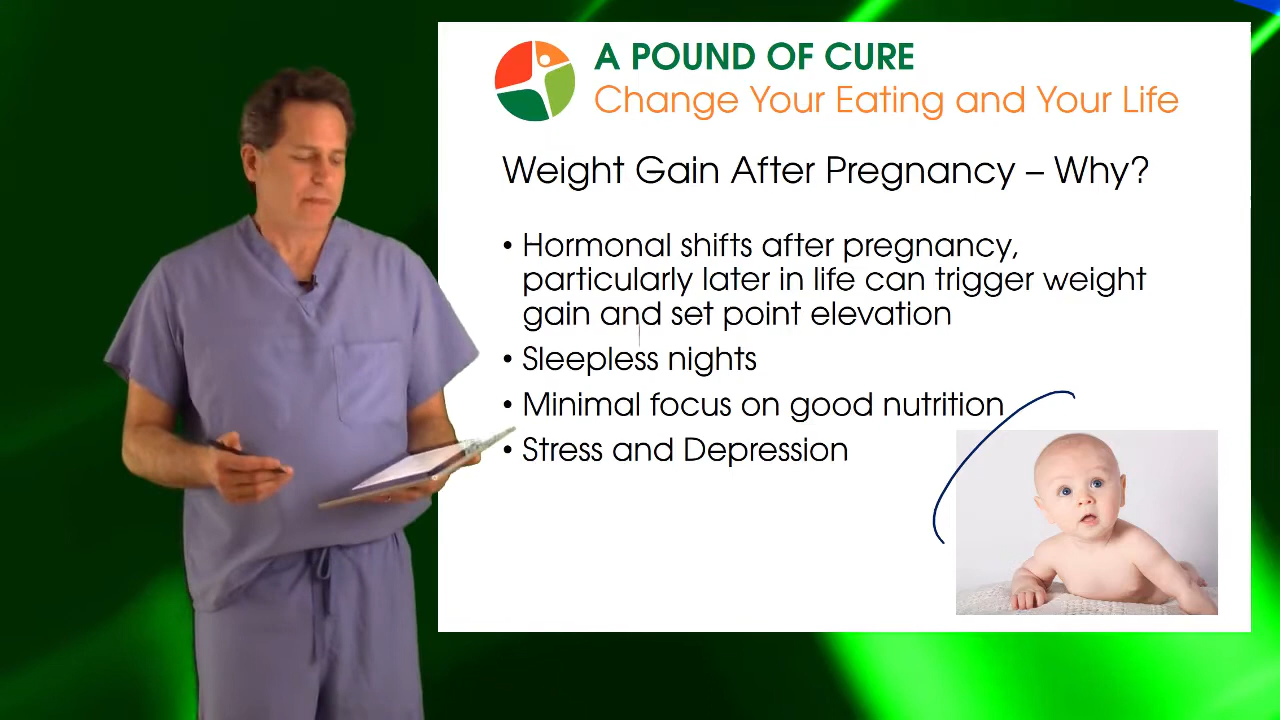 A POUND OF CURE
Change Your Eating and Your Life
Weight Gain After Pregnancy – Why?
• Hormonal shifts after pregnancy,
particularly later in life can trigger weight
gain and set point elevation
• Sleepless nights
• Minimal focus on good nutrition
• Stress and Depression